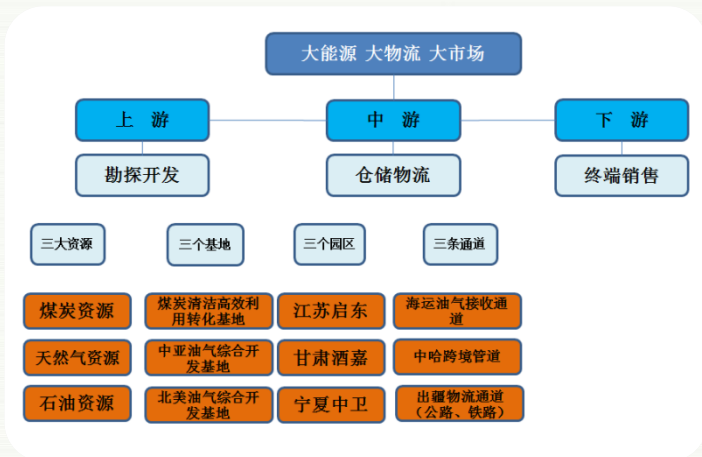 大能源 大物流 大市场
上 游
中 游
下 游
勘探开发
仓储物流
终端销售
三大资源
三个基地
三个园区
三条通道
煤炭资源
煤炭清洁高效利
用转化基地
江苏启东
海运油气接收通
道
天然气资源
中亚油气综合开
发基地
甘肃酒嘉
中哈跨境管道
石油资源
北美油气综合开
发基地
宁夏中卫
出疆物流通道
（公路、铁路）